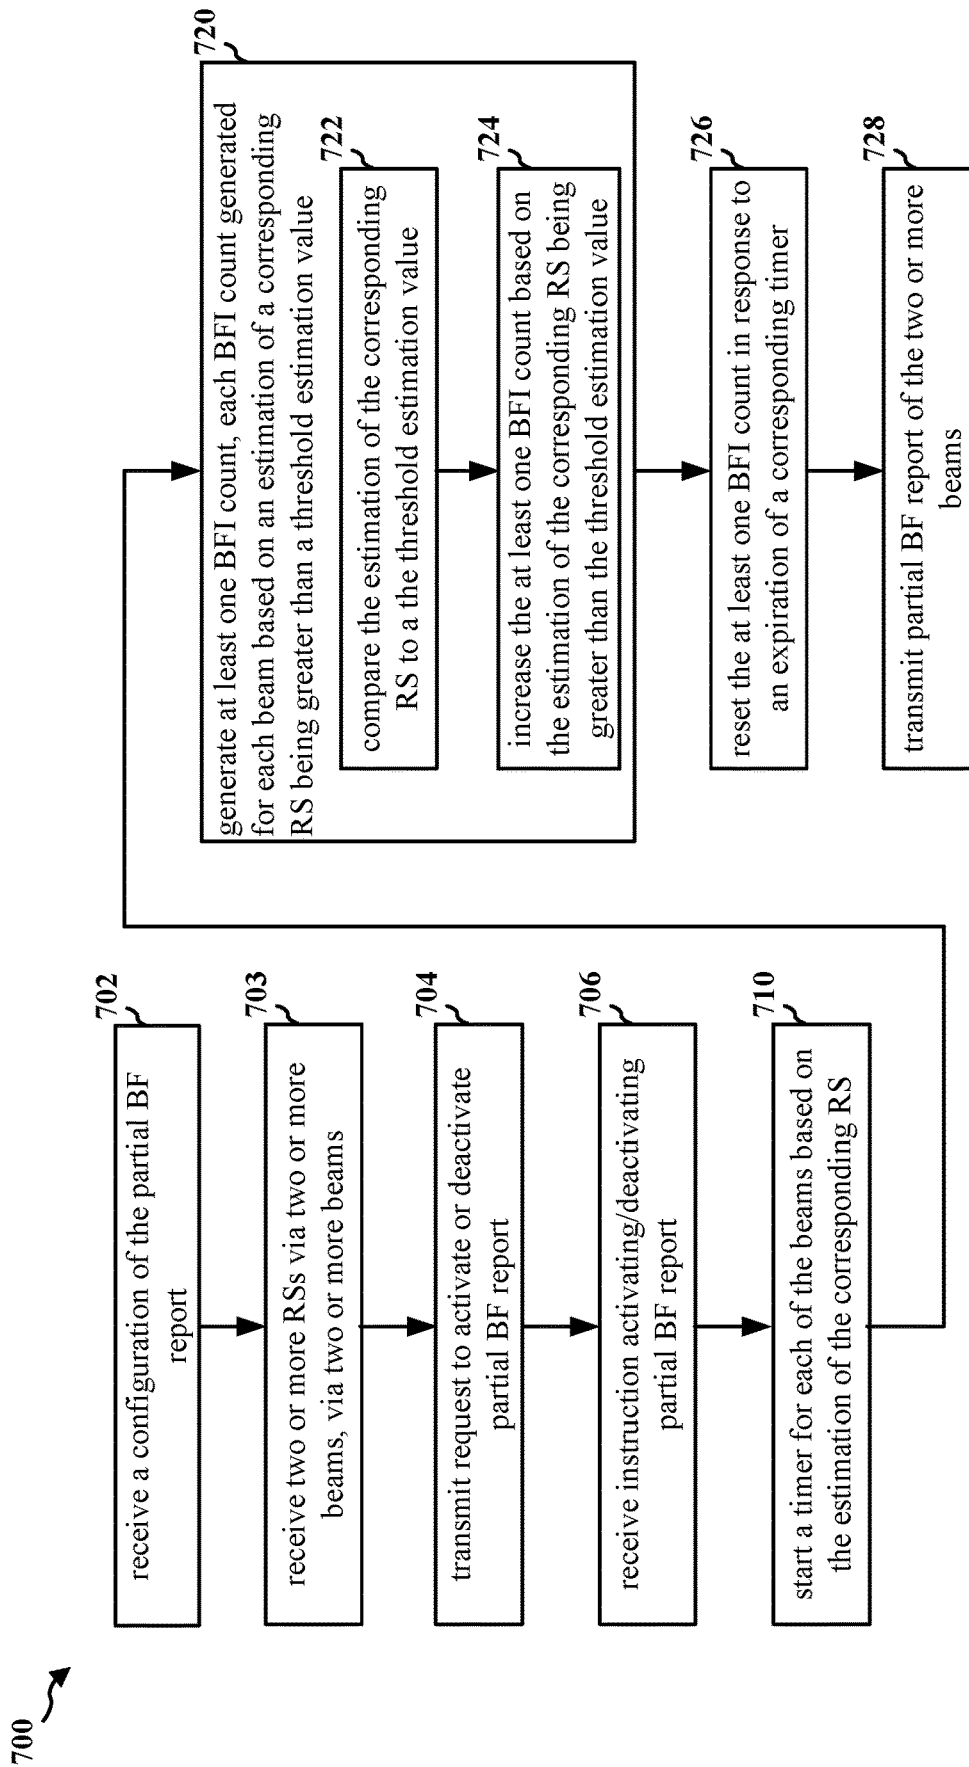 700
702
receive a configuration of the partial BF
report
703
receive two or more RSs via two or more
beams, via two or more beams
704
transmit request to activate or deactivate
partial BF report
706
receive instruction activating/deactivating
partial BF report
710
start a timer for each of the beams based on
the estimation of the corresponding RS
720
generate at least one BFI count, each BFI count generated
for each beam based on an estimation of a corresponding
RS being greater than a threshold estimation value
722
compare the estimation of the corresponding
RS to a the threshold estimation value
724
increase the at least one BFI count based on
the estimation of the corresponding RS being
greater than the threshold estimation value
726
reset the at least one BFI count in response to
an expiration of a corresponding timer
728
transmit partial BF report of the two or more
beams